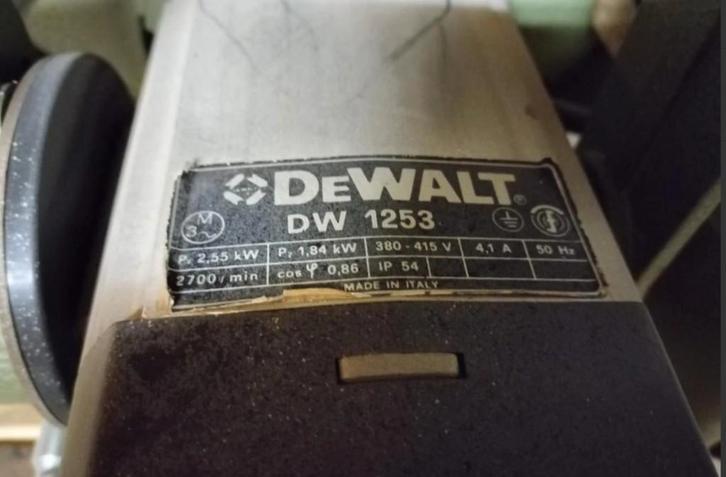 DEWALT®
DW 1253
M
3~
P₁ 2,55 kW P₂ 1,84 kW 380-415 V 4,1 A 50 Hz
2700/min cos φ 0,86 IP 54
MADE IN ITALY